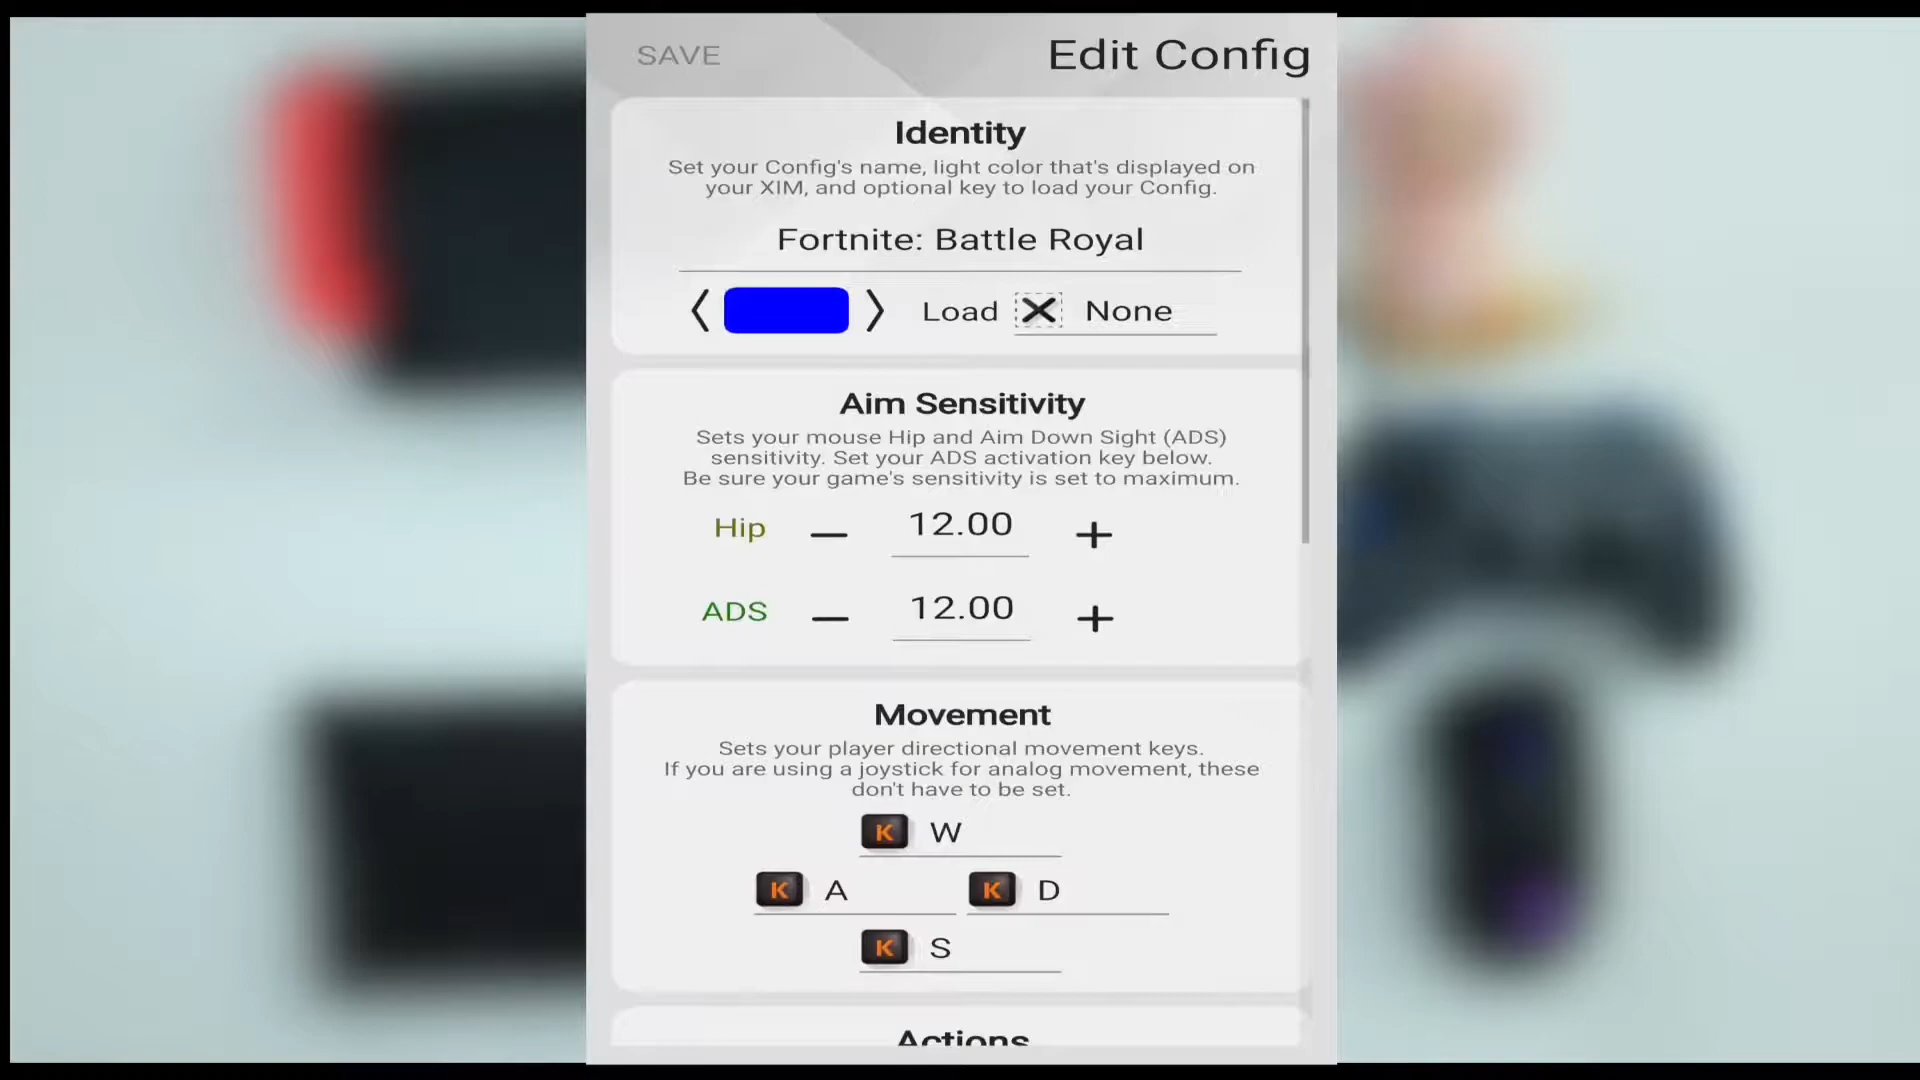 SAVE
Edit Config
Identity
Set your Config's name, light color that's displayed on
your XIM, and optional key to load your Config.
Fortnite: Battle Royal
Load None
Aim Sensitivity
Sets your mouse Hip and Aim Down Sight (ADS)
sensitivity. Set your ADS activation key below.
Be sure your game's sensitivity is set to maximum.
Hip — 12.00 +
ADS — 12.00 +
Movement
Sets your player directional movement keys.
If you are using a joystick for analog movement, these
don't have to be set.
K W
K A K D
K S
Actions